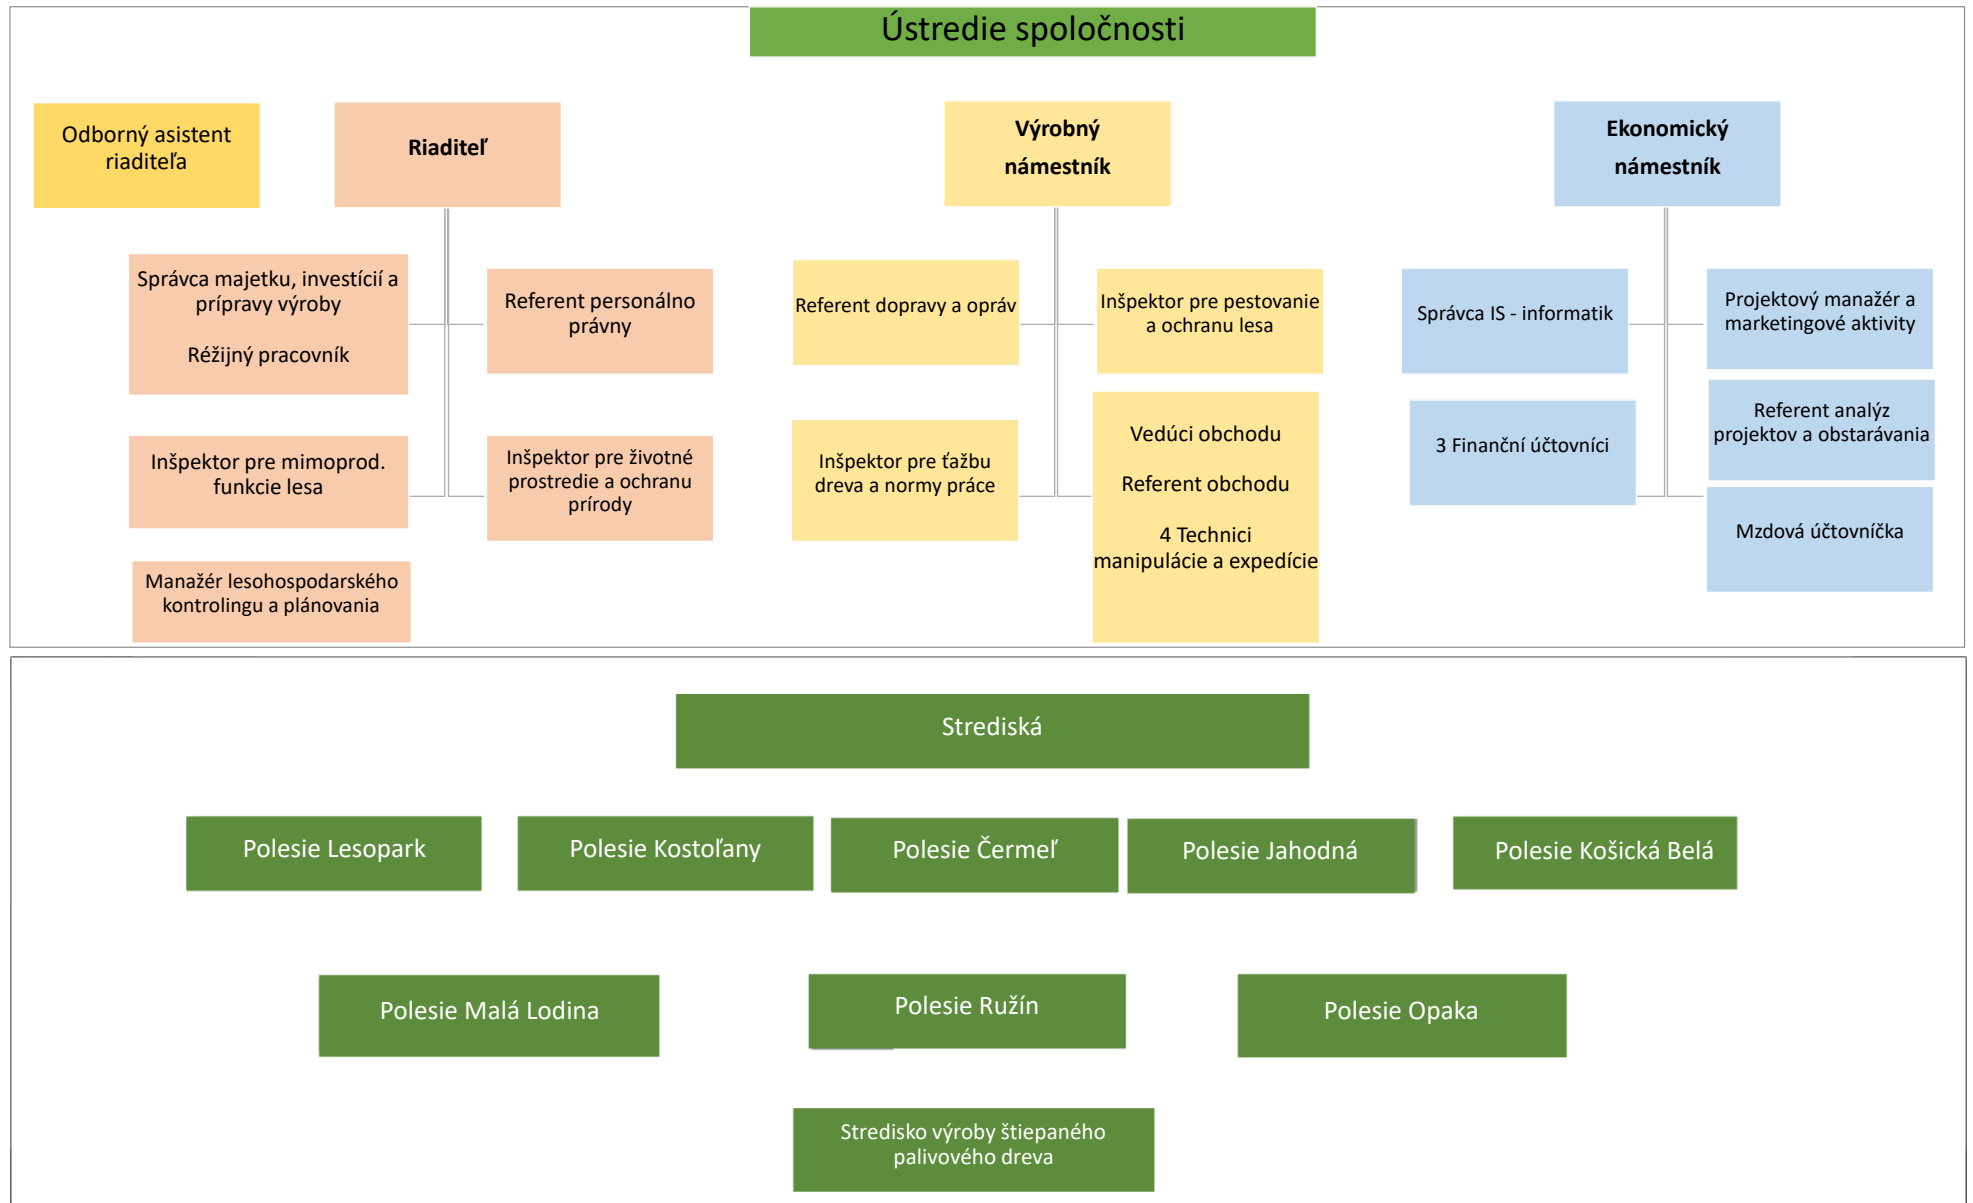 Ústredie spoločnosti
Odborný asistent
riaditeľa
Riaditeľ
Výrobný
námestník
Ekonomický
námestník
Správca majetku, investícií a
prípravy výroby
Réžijný pracovník
Referent personálno
právny
Referent dopravy a opráv
Inšpektor pre pestovanie
a ochranu lesa
Správca IS - informatik
Projektový manažér a
marketingové aktivity
Inšpektor pre mimoprod.
funkcie lesa
Inšpektor pre životné
prostredie a ochranu
prírody
Inšpektor pre ťažbu
dreva a normy práce
Vedúci obchodu
Referent obchodu
4 Technici
manipulácie a expedície
3 Finanční účtovníci
Referent analýz
projektov a obstarávania
Mzdová účtovníčka
Manažér lesohospodarského
kontrolingu a plánovania
Strediská
Polesie Lesopark
Polesie Kostoľany
Polesie Čermeľ
Polesie Jahodná
Polesie Košická Belá
Polesie Malá Lodina
Polesie Ružín
Polesie Opaka
Stredisko výroby štiepaného
palivového dreva